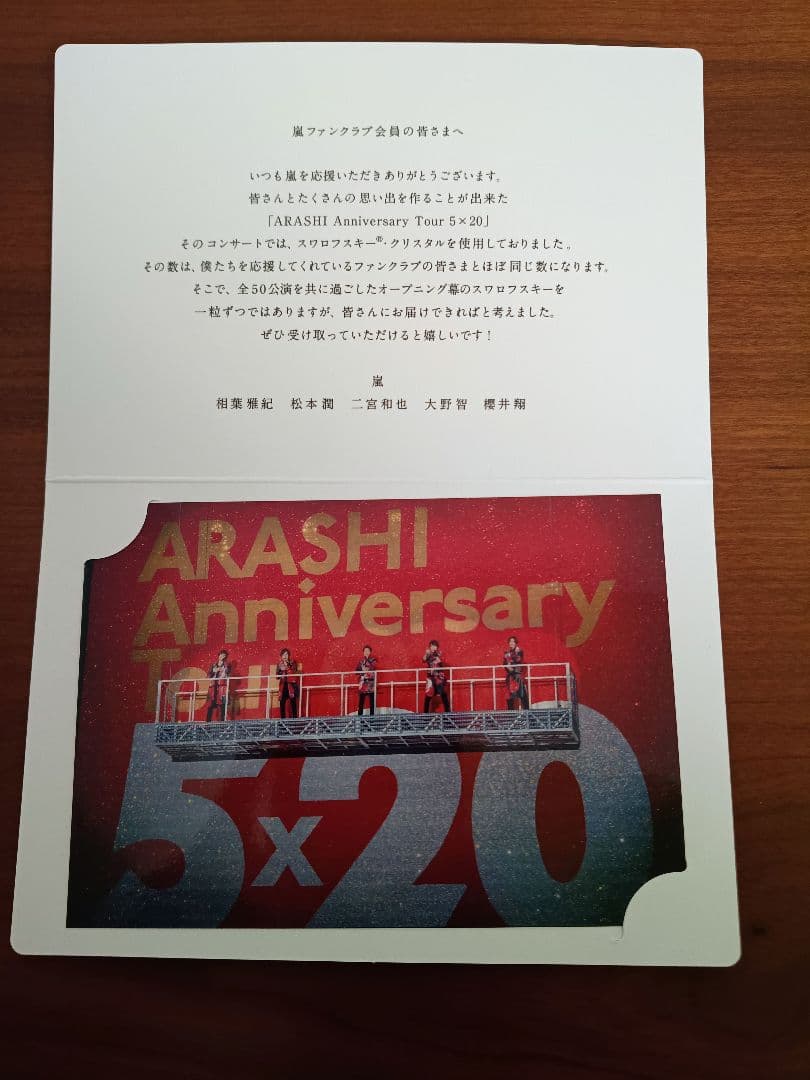 嵐ファンクラブ会員の皆さまへ
いつも嵐を応援いただきありがとうございます。
皆さんとたくさんの思い出を作ることが出来た
「ARASHI Anniversary Tour 5×20」
そのコンサートでは、スワロフスキー®・クリスタルを使用しておりました。
その数は、僕たちを応援してくれているファンクラブの皆さまとほぼ同じ数になります。
そこで、全50公演を共に過ごしたオープニング幕のスワロフスキーを
一粒ずつではありますが、皆さんにお届けできればと考えました。
ぜひ受け取っていただけると嬉しいです！
嵐
相葉雅紀 松本潤 二宮和也 大野智 櫻井翔
ARASHI
Anniversary
Tour
5x20